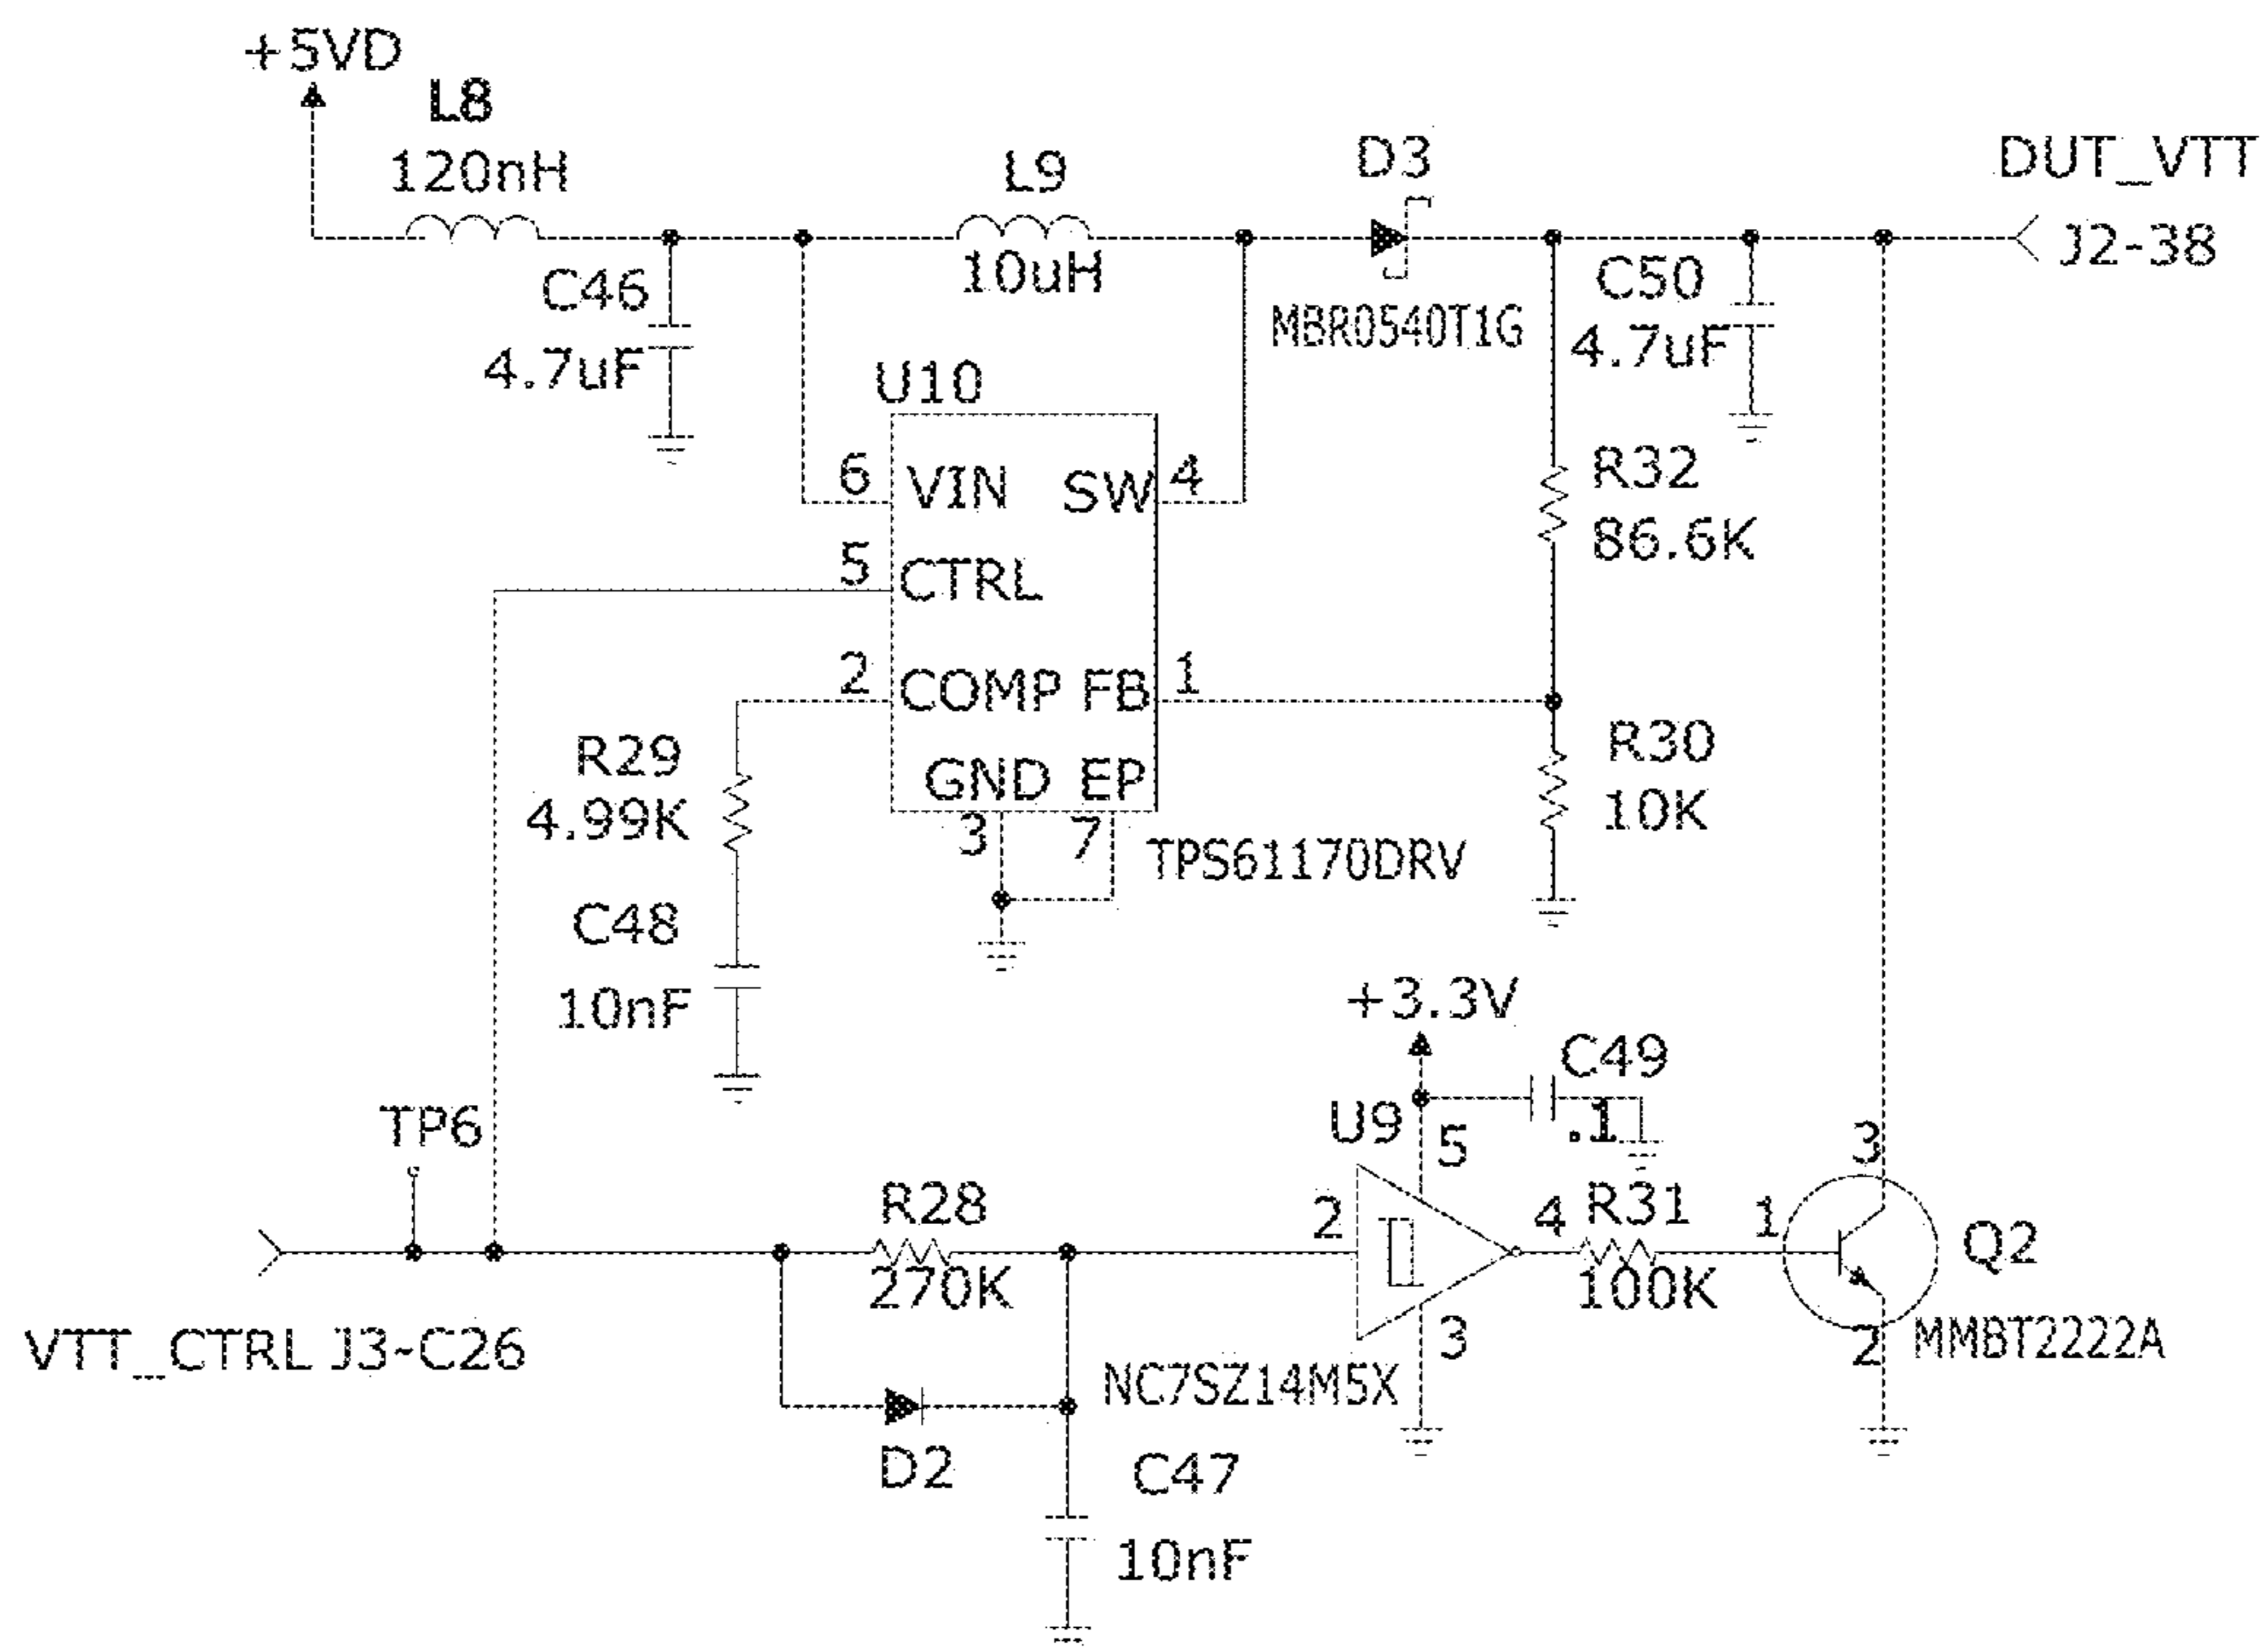 +5VD
L8
120nH
L9
10uH
D3
MBR0540T1G
DUT_VTT
J2-38
C46
4.7uF
C50
4.7uF
U10
6 VIN SW 4
5 CTRL
2 COMP FB 1
GND EP
3 7
TPS61170DRV
R32
86.6K
R30
10K
R29
4.99K
C48
10nF
+3.3V
C49
.1
U9
5
TP6
R28
270K
2
4
R31
100K
1
3
Q2
MMBT2222A
2
3
NC7SZ14M5X
VTT_CTRL J3-C26
D2
C47
10nF